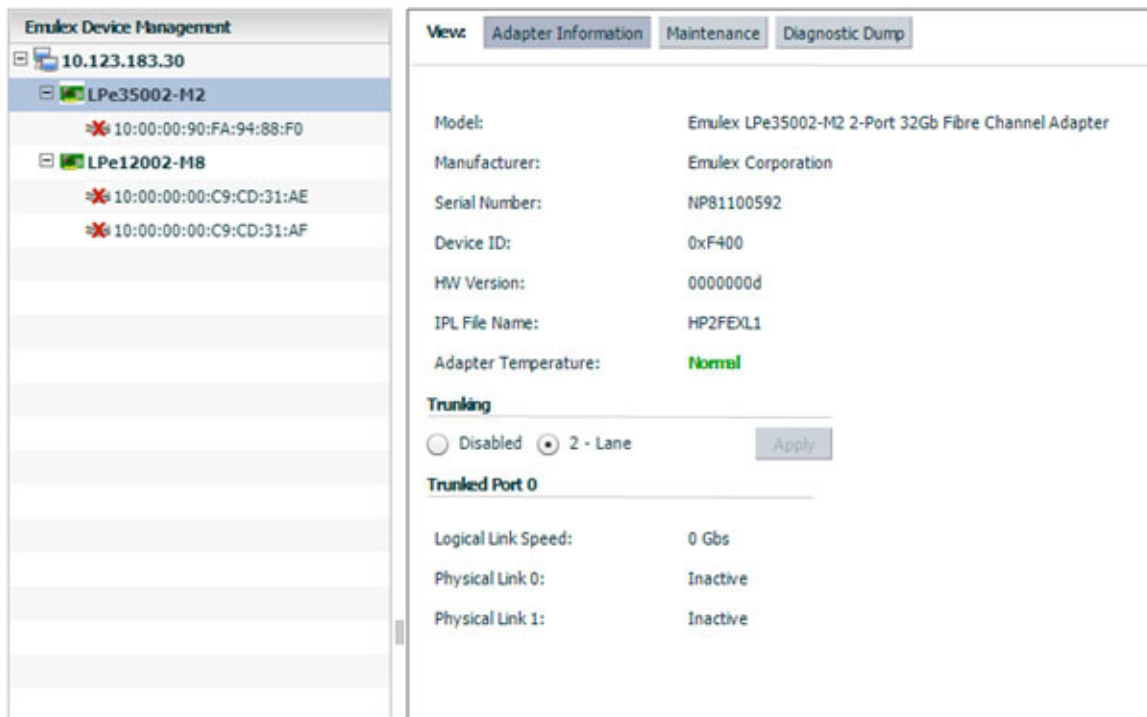 Emulex Device Management
10.123.183.30
LPe35002-M2
10:00:00:90:FA:94:88:F0
LPe12002-M8
10:00:00:00:C9:CD:31:AE
10:00:00:00:C9:CD:31:AF
View: Adapter Information Maintenance Diagnostic Dump
Model: Emulex LPe35002-M2 2-Port 32Gb Fibre Channel Adapter
Manufacturer: Emulex Corporation
Serial Number: NP81100592
Device ID: 0xF400
HW Version: 0000000d
IPL File Name: HP2FEXL1
Adapter Temperature: Normal
Trunking
Disabled 2 - Lane Apply
Trunked Port 0
Logical Link Speed: 0 Gbs
Physical Link 0: Inactive
Physical Link 1: Inactive